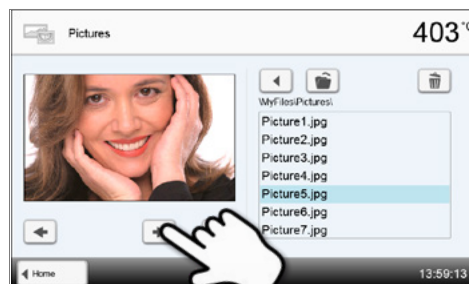 Pictures
403°C
\MyFiles\Pictures\
Picture1.jpg
Picture2.jpg
Picture3.jpg
Picture4.jpg
Picture5.jpg
Picture6.jpg
Picture7.jpg
Home
13:59:13